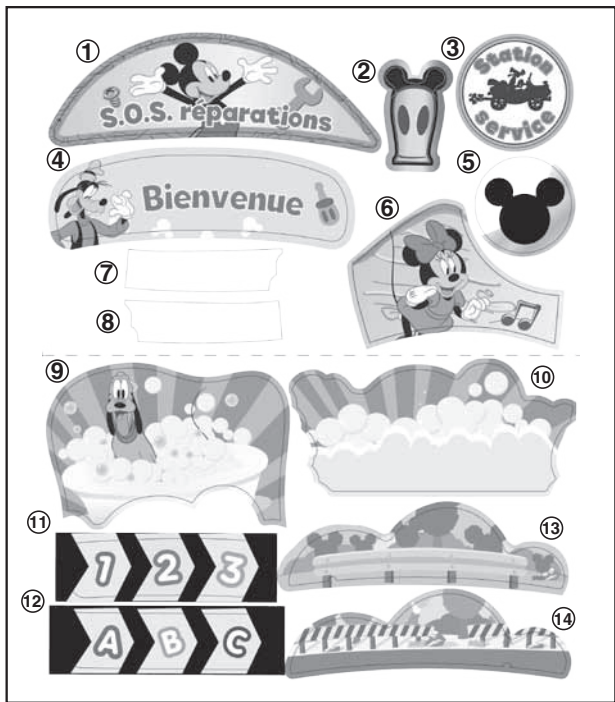 ①
S.O.S. réparations
②
③
Station
Service
④
Bienvenue
⑤
⑥
⑦
⑧
⑨
⑩
⑪
1 2 3
⑫
A B C
⑬
⑭